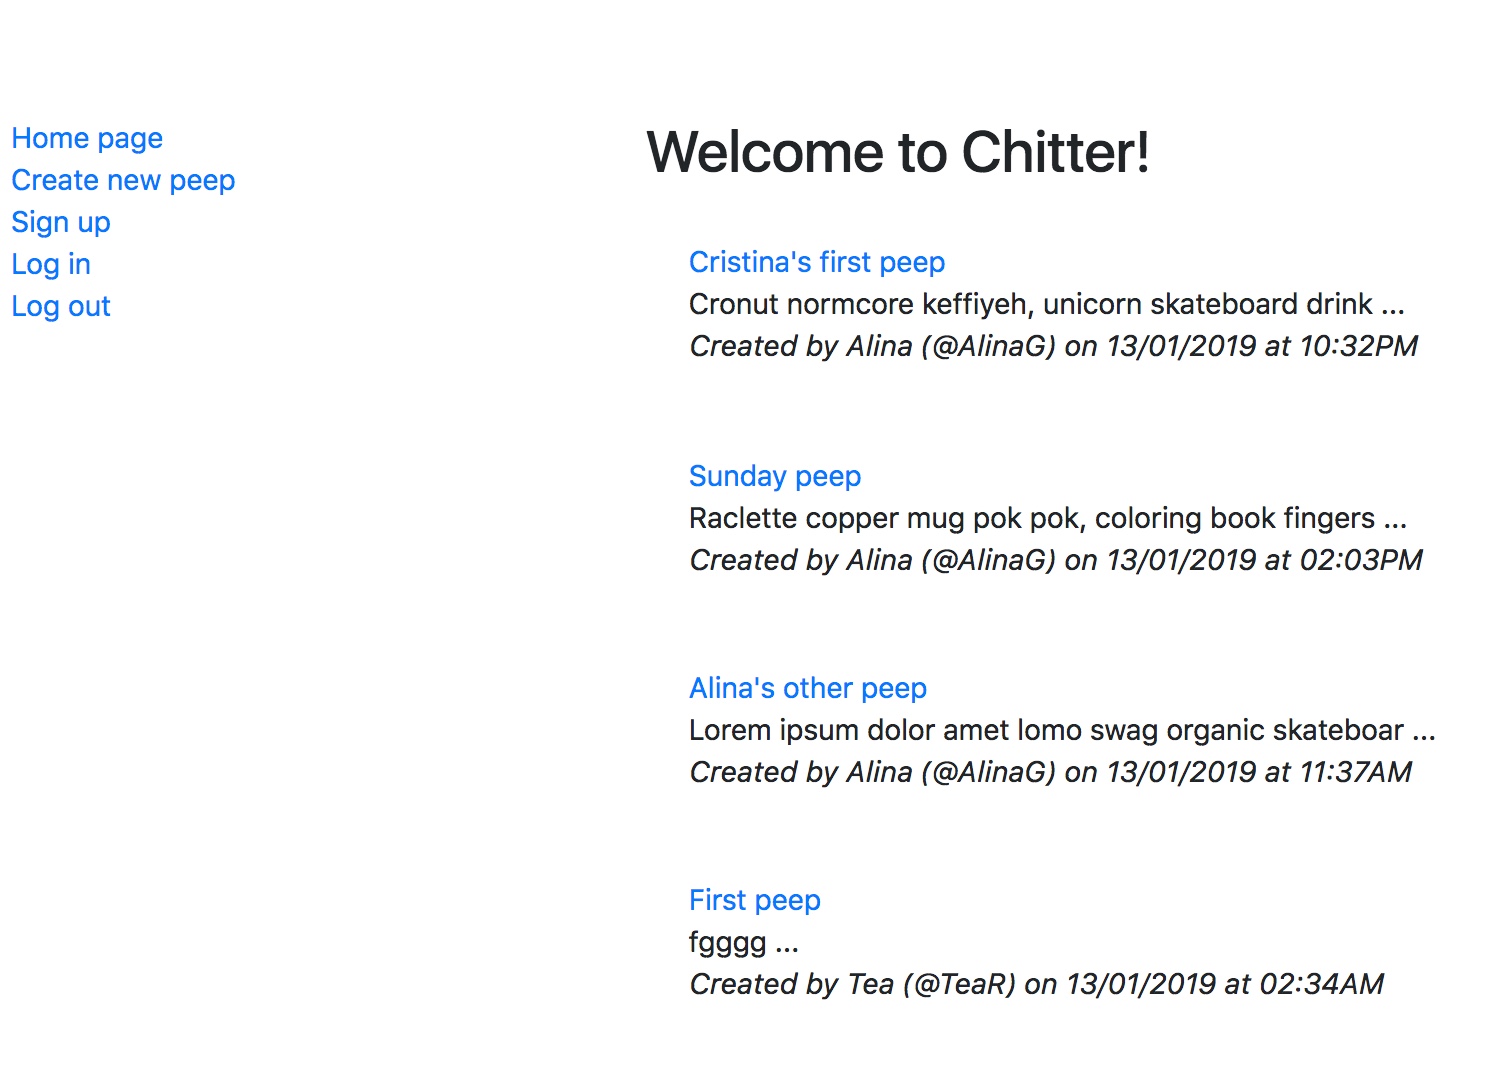 Home page
Create new peep
Sign up
Log in
Log out
Welcome to Chitter!
Cristina's first peep
Cronut normcore keffiyeh, unicorn skateboard drink ...
Created by Alina (@AlinaG) on 13/01/2019 at 10:32PM
Sunday peep
Raclette copper mug pok pok, coloring book fingers ...
Created by Alina (@AlinaG) on 13/01/2019 at 02:03PM
Alina's other peep
Lorem ipsum dolor amet lomo swag organic skateboar ...
Created by Alina (@AlinaG) on 13/01/2019 at 11:37AM
First peep
fgggg ...
Created by Tea (@TeaR) on 13/01/2019 at 02:34AM